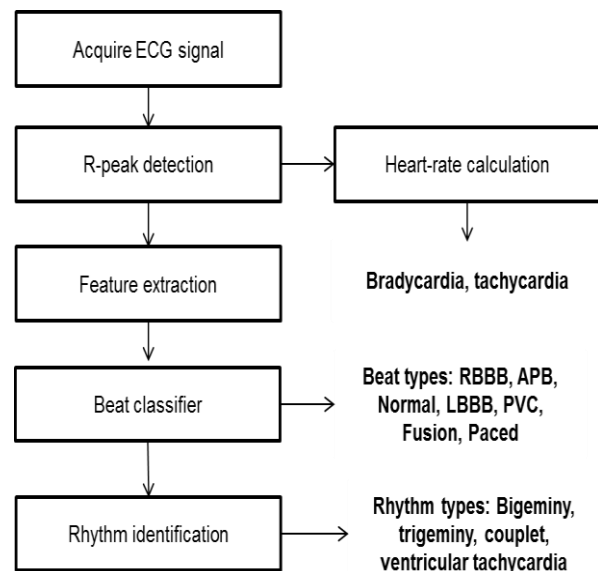 Acquire ECG signal
R-peak detection
Heart-rate calculation
Feature extraction
Bradycardia, tachycardia
Beat classifier
Beat types: RBBB, APB,
Normal, LBBB, PVC,
Fusion, Paced
Rhythm identification
Rhythm types: Bigeminy,
trigeminy, couplet,
ventricular tachycardia